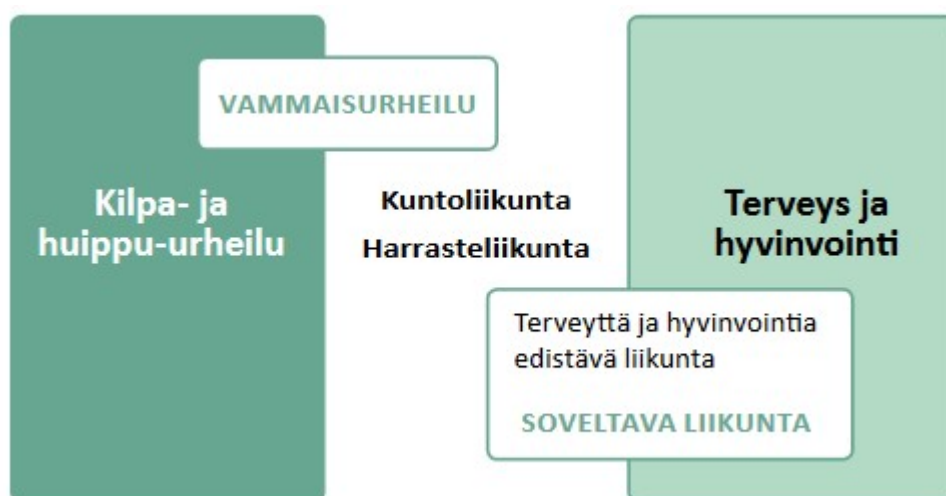 VAMMAISURHEILU
Kilpa- ja
huippu-urheilu
Kuntoliikunta
Harrasteliikunta
Terveys ja
hyvinvointi
Terveyttä ja hyvinvointia
edistävä liikunta
SOVELTAVA LIIKUNTA